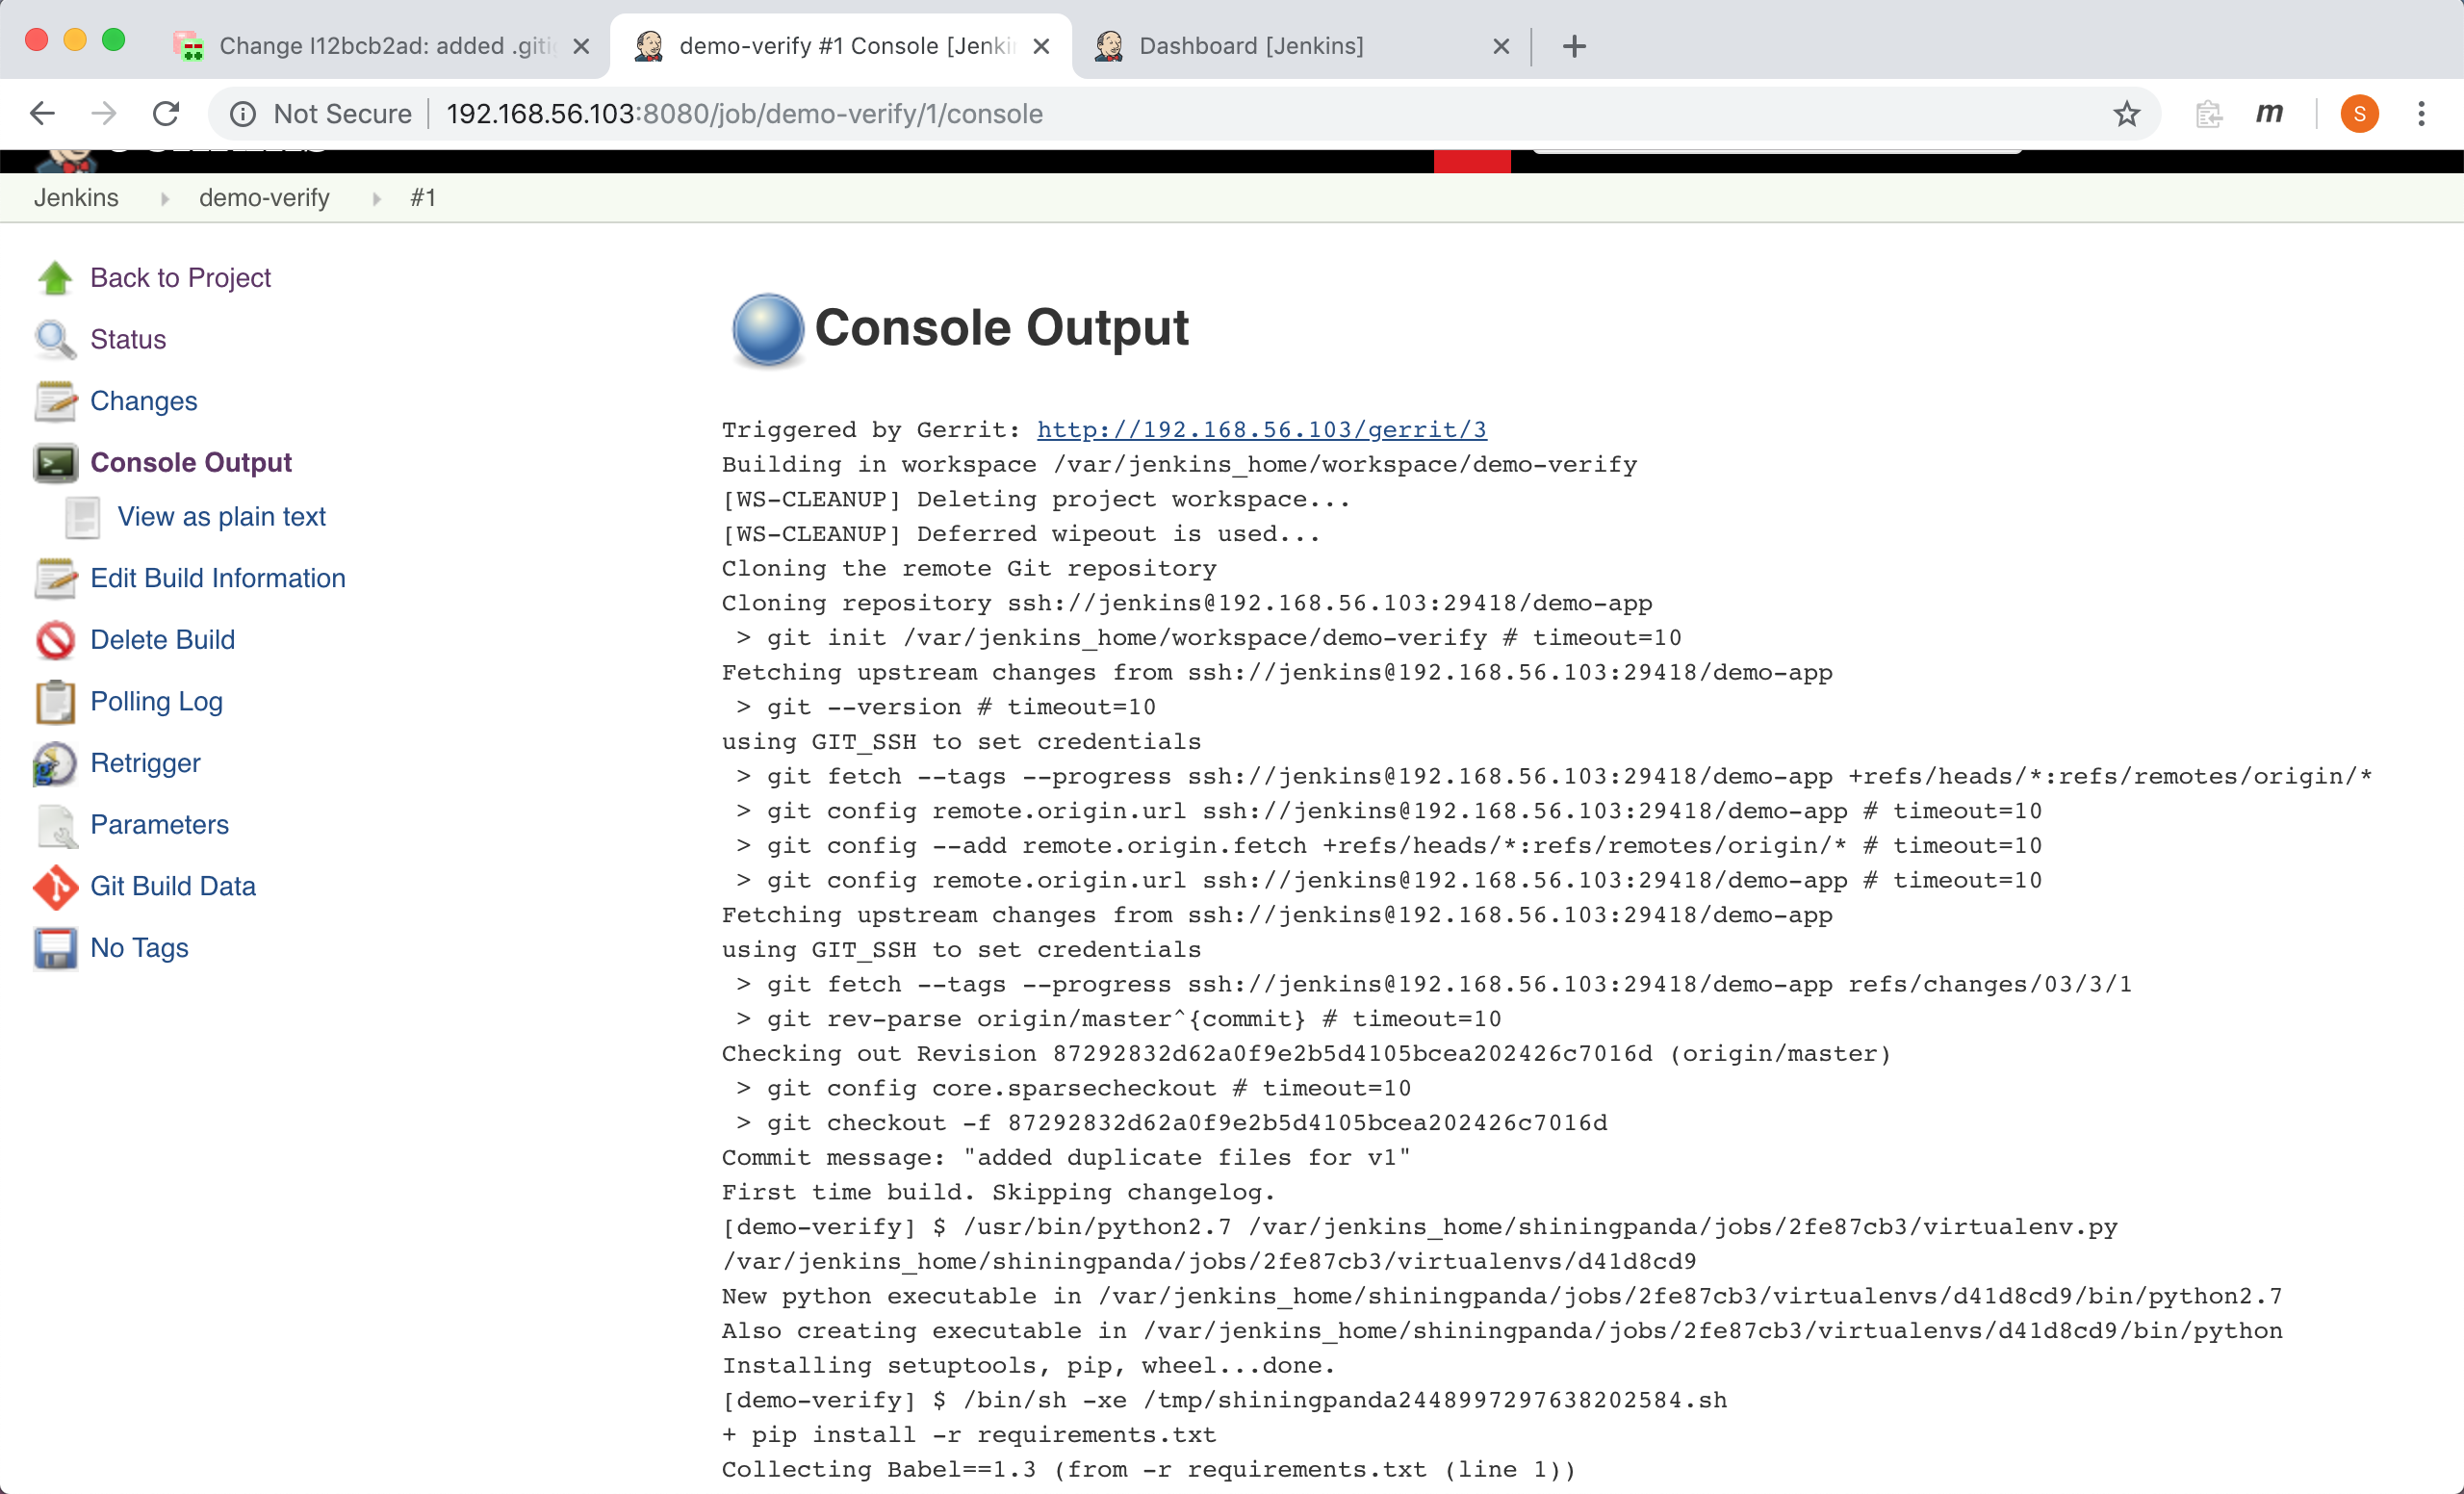 Change I12bcb2ad: added .giti
demo-verify #1 Console [Jenki
Dashboard [Jenkins]
Not Secure
192.168.56.103:8080/job/demo-verify/1/console
m
S
Jenkins
demo-verify
#1
Back to Project
Status
Changes
Console Output
View as plain text
Edit Build Information
Delete Build
Polling Log
Retrigger
Parameters
Git Build Data
No Tags
Console Output
Triggered by Gerrit: http://192.168.56.103/gerrit/3
Building in workspace /var/jenkins_home/workspace/demo-verify
[WS-CLEANUP] Deleting project workspace...
[WS-CLEANUP] Deferred wipeout is used...
Cloning the remote Git repository
Cloning repository ssh://jenkins@192.168.56.103:29418/demo-app
 > git init /var/jenkins_home/workspace/demo-verify # timeout=10
Fetching upstream changes from ssh://jenkins@192.168.56.103:29418/demo-app
 > git --version # timeout=10
using GIT_SSH to set credentials
 > git fetch --tags --progress ssh://jenkins@192.168.56.103:29418/demo-app +refs/heads/*:refs/remotes/origin/*
 > git config remote.origin.url ssh://jenkins@192.168.56.103:29418/demo-app # timeout=10
 > git config --add remote.origin.fetch +refs/heads/*:refs/remotes/origin/* # timeout=10
 > git config remote.origin.url ssh://jenkins@192.168.56.103:29418/demo-app # timeout=10
Fetching upstream changes from ssh://jenkins@192.168.56.103:29418/demo-app
using GIT_SSH to set credentials
 > git fetch --tags --progress ssh://jenkins@192.168.56.103:29418/demo-app refs/changes/03/3/1
 > git rev-parse origin/master^{commit} # timeout=10
Checking out Revision 87292832d62a0f9e2b5d4105bcea202426c7016d (origin/master)
 > git config core.sparsecheckout # timeout=10
 > git checkout -f 87292832d62a0f9e2b5d4105bcea202426c7016d
Commit message: "added duplicate files for v1"
First time build. Skipping changelog.
[demo-verify] $ /usr/bin/python2.7 /var/jenkins_home/shiningpanda/jobs/2fe87cb3/virtualenv.py
/var/jenkins_home/shiningpanda/jobs/2fe87cb3/virtualenvs/d41d8cd9
New python executable in /var/jenkins_home/shiningpanda/jobs/2fe87cb3/virtualenvs/d41d8cd9/bin/python2.7
Also creating executable in /var/jenkins_home/shiningpanda/jobs/2fe87cb3/virtualenvs/d41d8cd9/bin/python
Installing setuptools, pip, wheel...done.
[demo-verify] $ /bin/sh -xe /tmp/shiningpanda2448997297638202584.sh
+ pip install -r requirements.txt
Collecting Babel==1.3 (from -r requirements.txt (line 1))